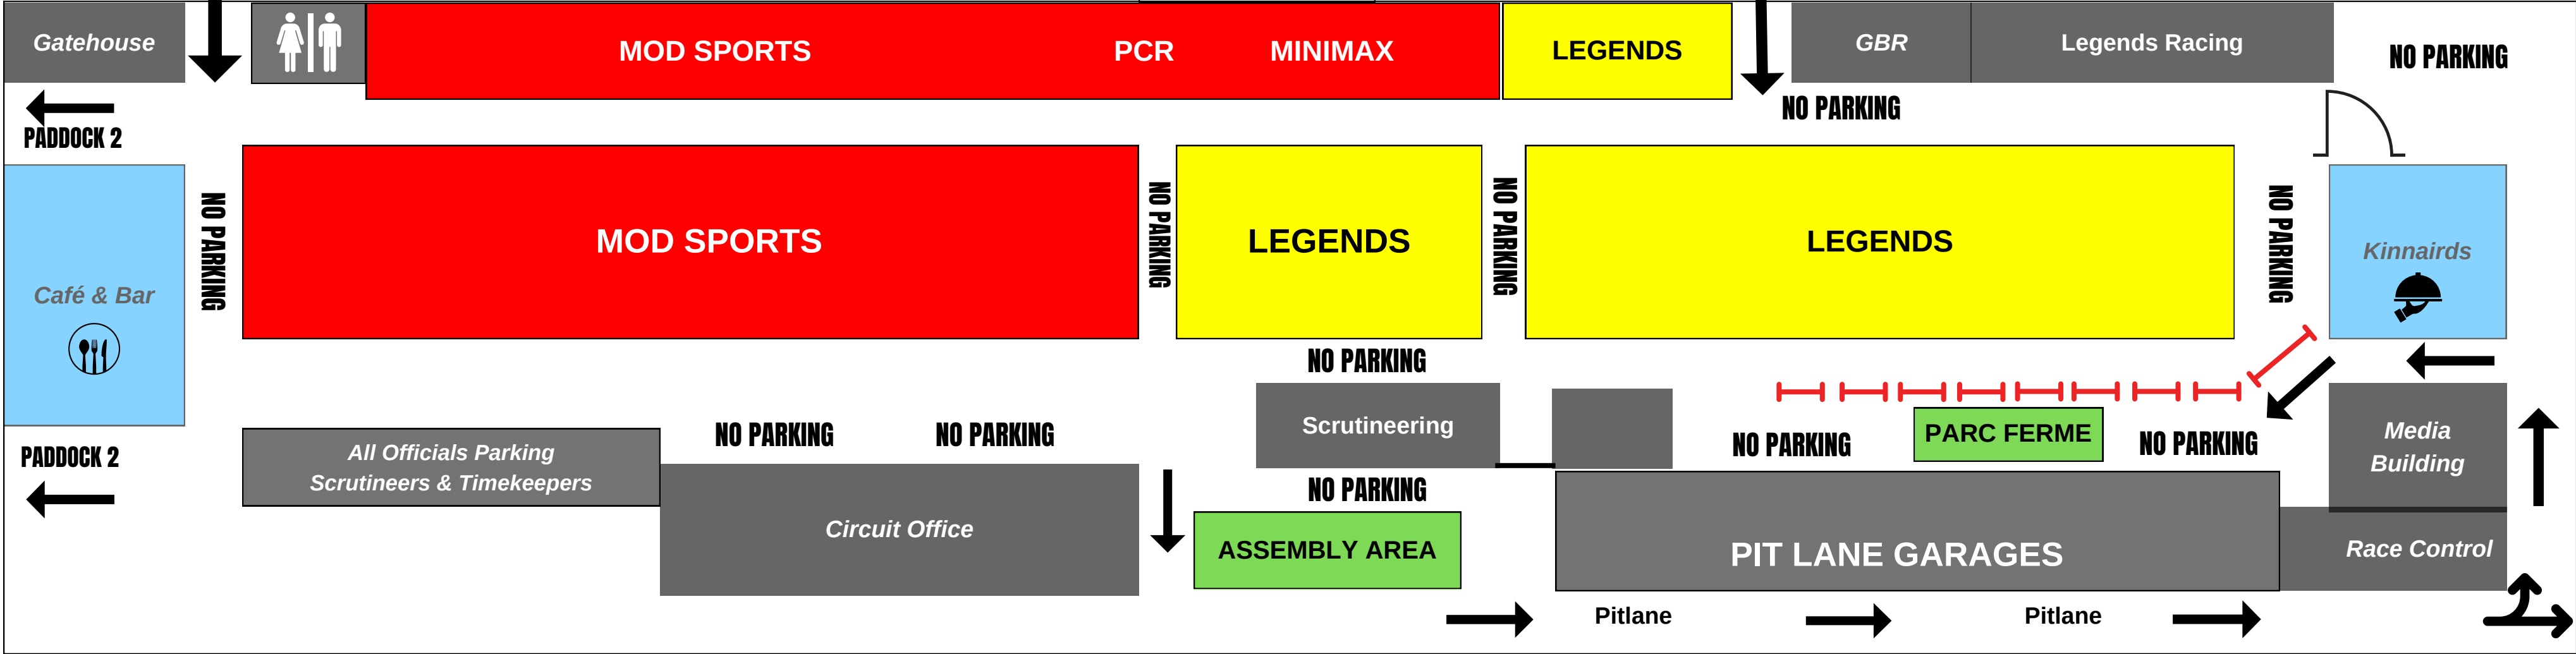 Gatehouse
MOD SPORTS
PCR
MINIMAX
LEGENDS
GBR
Legends Racing
NO PARKING
NO PARKING
PADDOCK 2
NO PARKING
MOD SPORTS
NO PARKING
LEGENDS
NO PARKING
LEGENDS
NO PARKING
Kinnairds
Café & Bar
NO PARKING
Scrutineering
NO PARKING
NO PARKING
NO PARKING
PARC FERME
NO PARKING
Media
Building
PADDOCK 2
All Officials Parking
Scrutineers & Timekeepers
NO PARKING
Circuit Office
ASSEMBLY AREA
PIT LANE GARAGES
Race Control
Pitlane
Pitlane